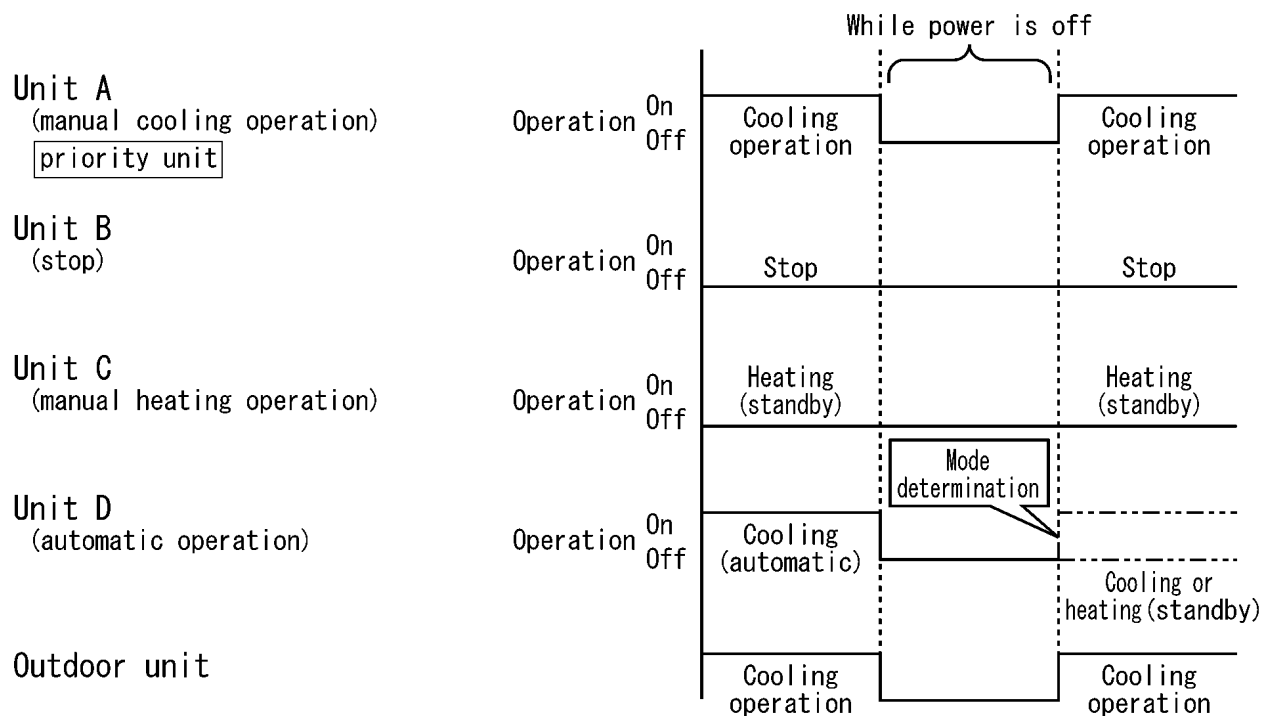 While power is off
Unit A
(manual cooling operation)
priority unit
Operation On
Off
Cooling
operation
Cooling
operation
Unit B
(stop)
Operation On
Off
Stop
Stop
Unit C
(manual heating operation)
Operation On
Off
Heating
(standby)
Heating
(standby)
Mode
determination
Unit D
(automatic operation)
Operation On
Off
Cooling
(automatic)
Cooling or
heating(standby)
Outdoor unit
Cooling
operation
Cooling
operation